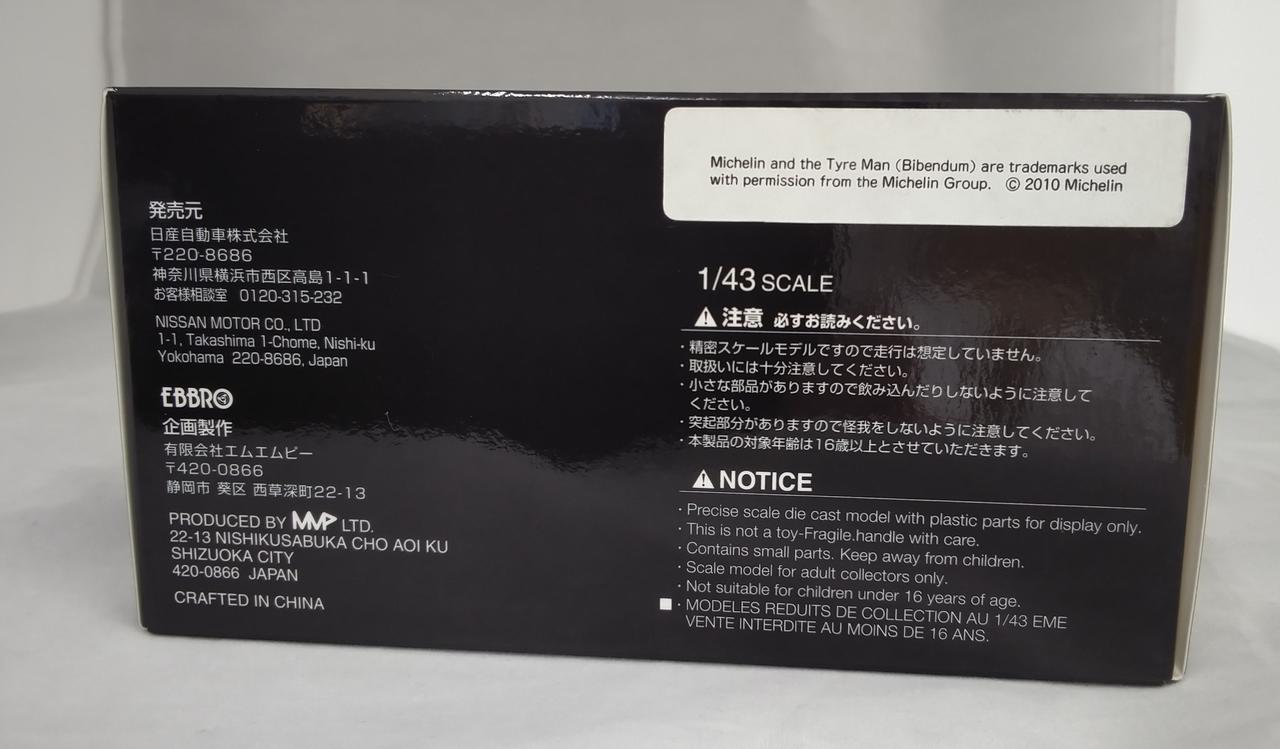 発売元
日産自動車株式会社
〒220-8686
神奈川県横浜市西区高島1-1-1
お客様相談室 0120-315-232
NISSAN MOTOR CO., LTD
1-1, Takashima 1-Chome, Nishi-ku
Yokohama 220-8686, Japan
EBBRO
企画製作
有限会社エムエムピー
〒420-0866
静岡市 葵区 西草深町22-13
PRODUCED BY MMP LTD.
22-13 NISHIKUSABUKA CHO AOI KU
SHIZUOKA CITY
420-0866 JAPAN
CRAFTED IN CHINA
Michelin and the Tyre Man (Bibendum) are trademarks used
with permission from the Michelin Group. © 2010 Michelin
1/43 SCALE
⚠注意 必ずお読みください。
・精密スケールモデルですので走行は想定していません。
・取扱いには十分注意してください。
・小さな部品がありますので飲み込んだりしないように注意して
ください。
・突起部分がありますので怪我をしないように注意してください。
・本製品の対象年齢は16歳以上とさせていただきます。
⚠NOTICE
・Precise scale die cast model with plastic parts for display only.
・This is not a toy-Fragile.handle with care.
・Contains small parts. Keep away from children.
・Scale model for adult collectors only.
・Not suitable for children under 16 years of age.
■・MODELES REDUITS DE COLLECTION AU 1/43 EME
VENTE INTERDITE AU MOINS DE 16 ANS.